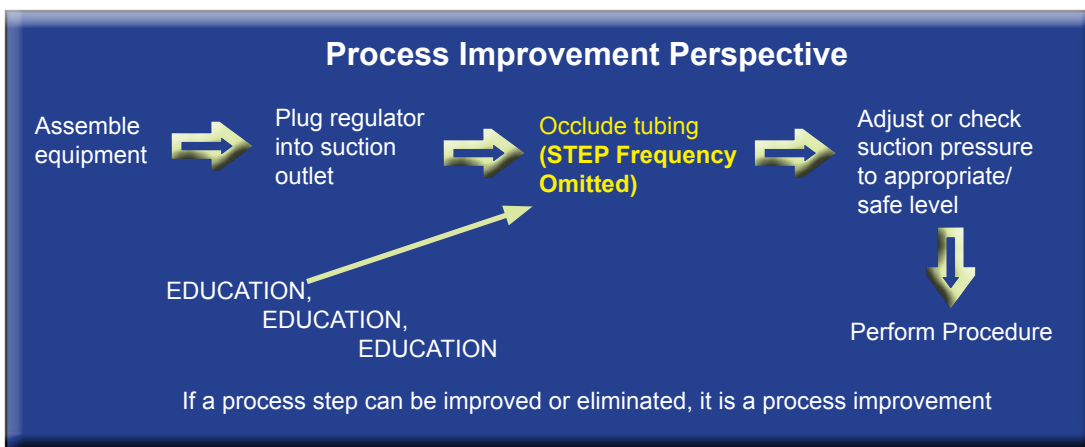 Process Improvement Perspective
Assemble
equipment
Plug regulator
into suction
outlet
Occlude tubing
(STEP Frequency
Omitted)
Adjust or check
suction pressure
to appropriate/
safe level
EDUCATION,
EDUCATION,
EDUCATION
Perform Procedure
If a process step can be improved or eliminated, it is a process improvement